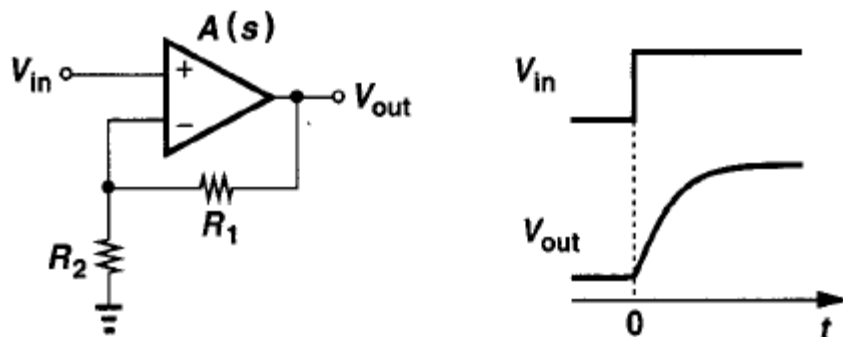 A(s)
V_in
+
−
V_out
R_1
R_2
V_in
V_out
0
t